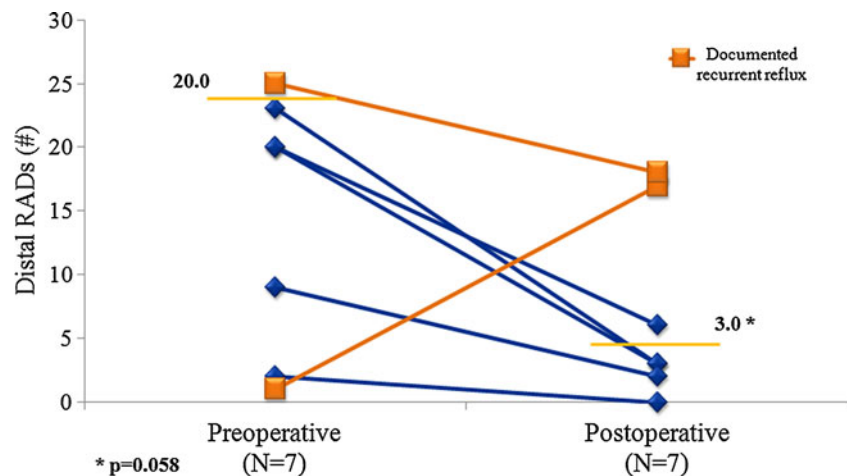 30
25
20
15
10
5
0
Distal RADs (#)
20.0
Documented
recurrent reflux
3.0 *
Preoperative
(N=7)
Postoperative
(N=7)
* p=0.058